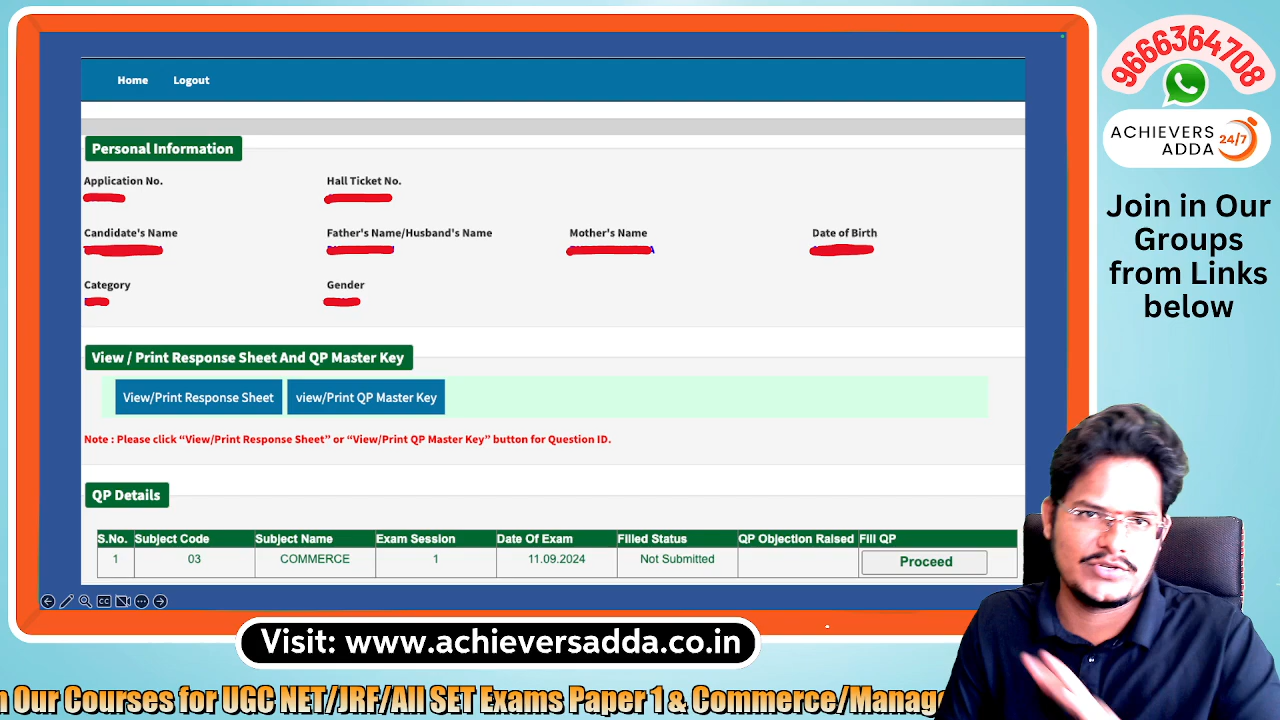 Home Logout
Personal Information
Application No. Hall Ticket No.
Candidate's Name Father's Name/Husband's Name Mother's Name Date of Birth
Category Gender
View / Print Response Sheet And QP Master Key
View/Print Response Sheet view/Print QP Master Key
Note : Please click “View/Print Response Sheet” or “View/Print QP Master Key” button for Question ID.
QP Details
S.No. Subject Code Subject Name Exam Session Date Of Exam Filled Status QP Objection Raised Fill QP
1 03 COMMERCE 1 11.09.2024 Not Submitted Proceed
CC
9666364708
ACHIEVERS
ADDA 24/7
Join in Our
Groups
from Links
below
Visit: www.achieversadda.co.in
n Our Courses for UGC NET/JRF/All SET Exams Paper 1 & Commerce/Manage